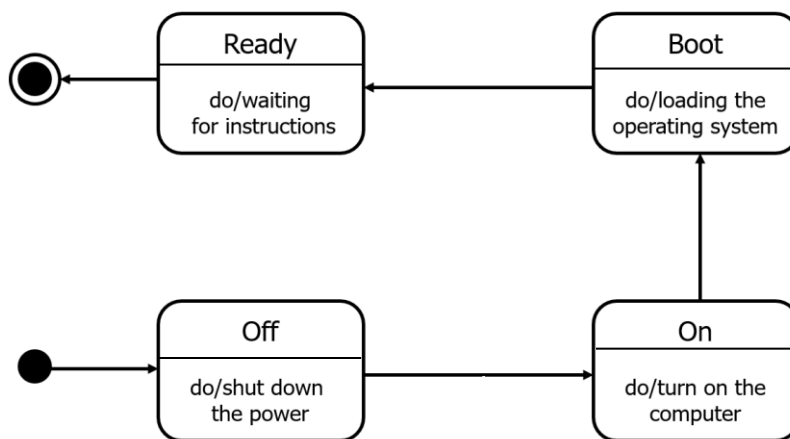 Ready
do/waiting
for instructions
Boot
do/loading the
operating system
Off
do/shut down
the power
On
do/turn on the
computer